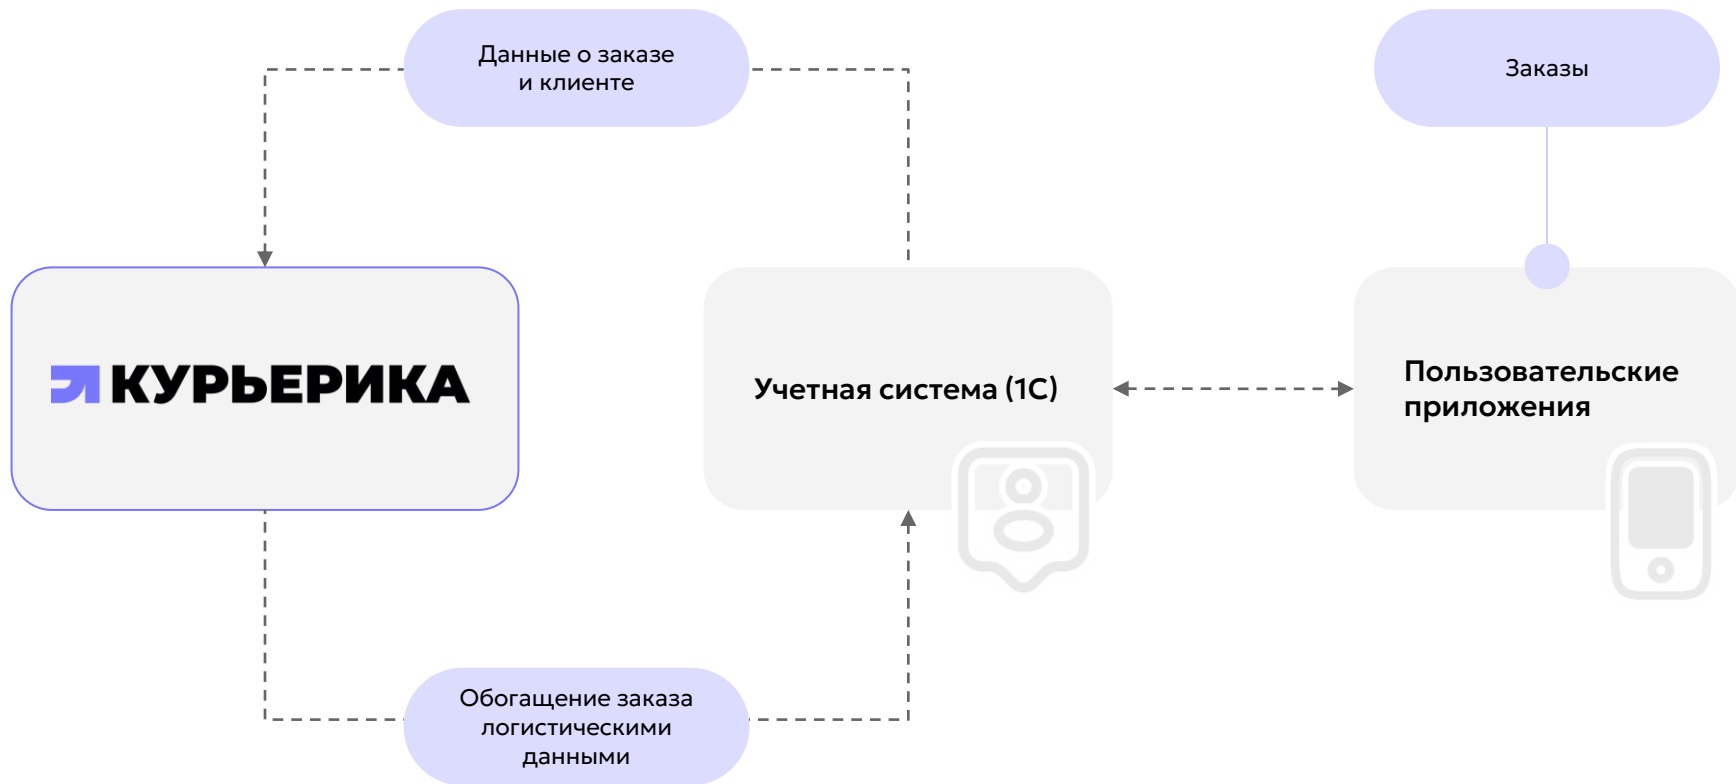 Данные о заказе
и клиенте
Заказы
КУРЬЕРИКА
Учетная система (1С)
Пользовательские
приложения
Обогащение заказа
логистическими
данными